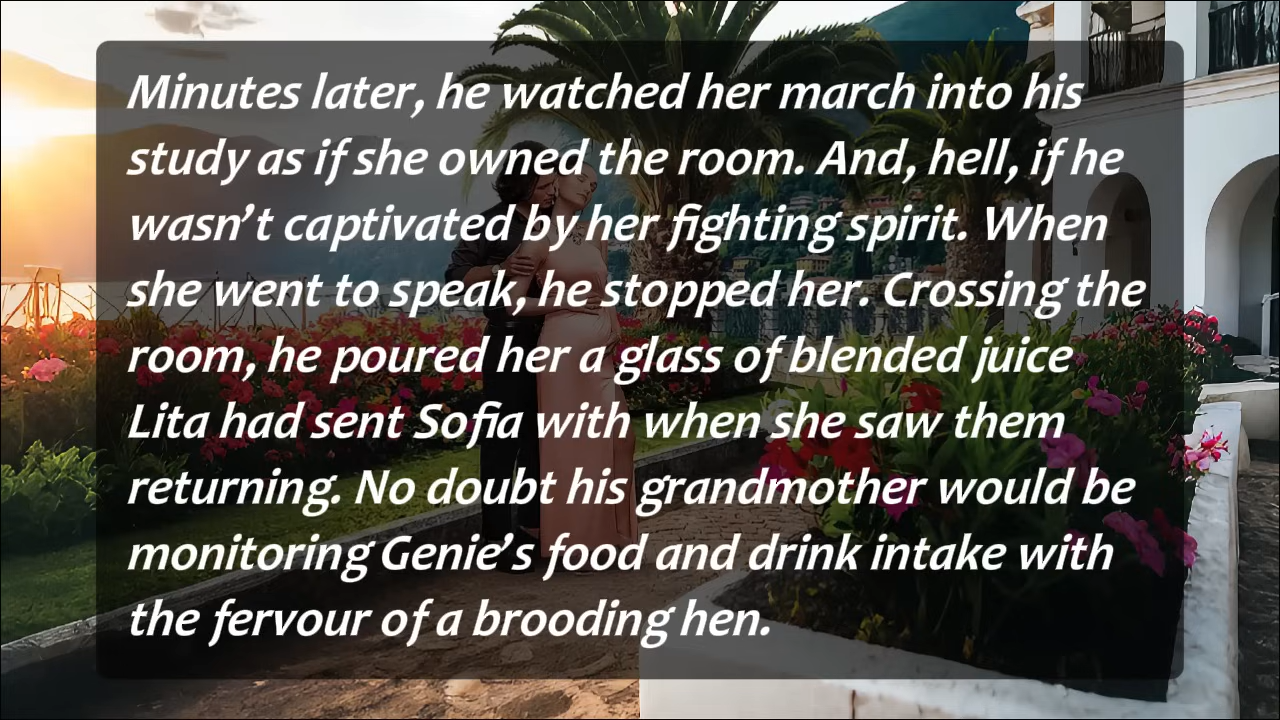 Minutes later, he watched her march into his
study as if she owned the room. And, hell, if he
wasn’t captivated by her fighting spirit. When
she went to speak, he stopped her. Crossing the
room, he poured her a glass of blended juice
Lita had sent Sofia with when she saw them
returning. No doubt his grandmother would be
monitoring Genie’s food and drink intake with
the fervour of a brooding hen.